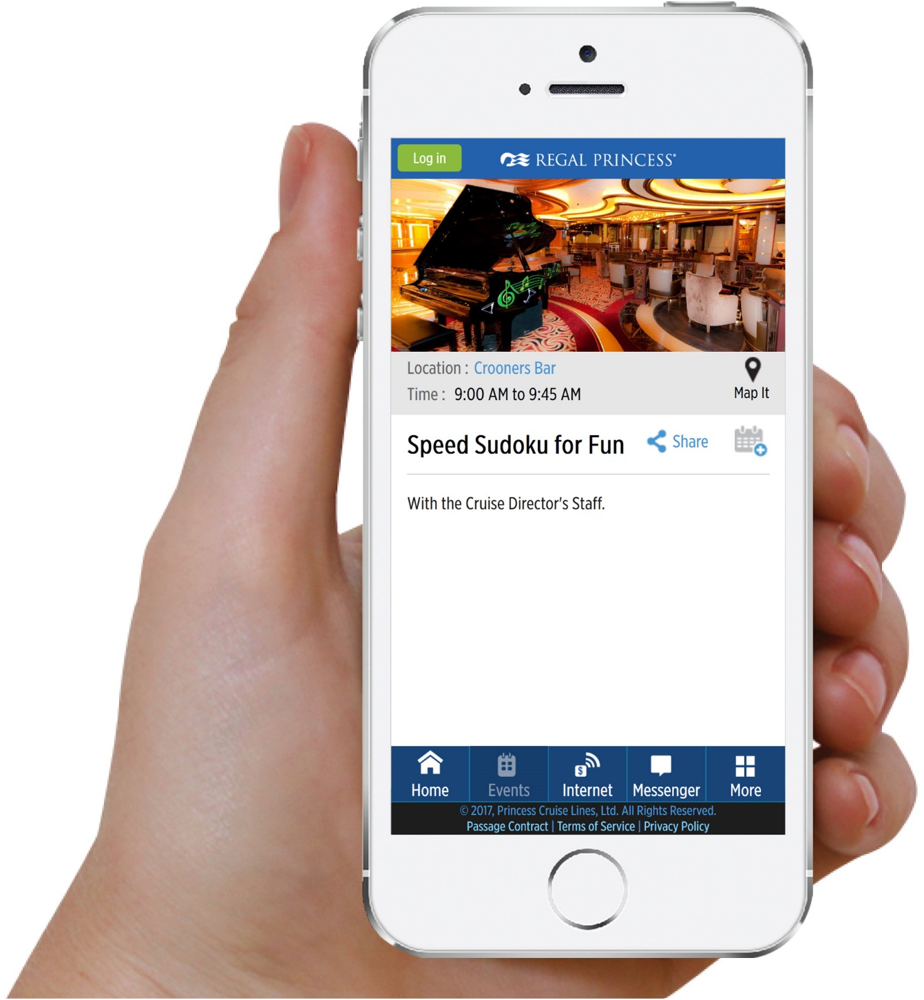 Log in
REGAL PRINCESS®
Location : Crooners Bar
Time : 9:00 AM to 9:45 AM
Map It
Speed Sudoku for Fun
Share
With the Cruise Director's Staff.
$
Home
Events
Internet
Messenger
More
© 2017, Princess Cruise Lines, Ltd. All Rights Reserved.
Passage Contract | Terms of Service | Privacy Policy